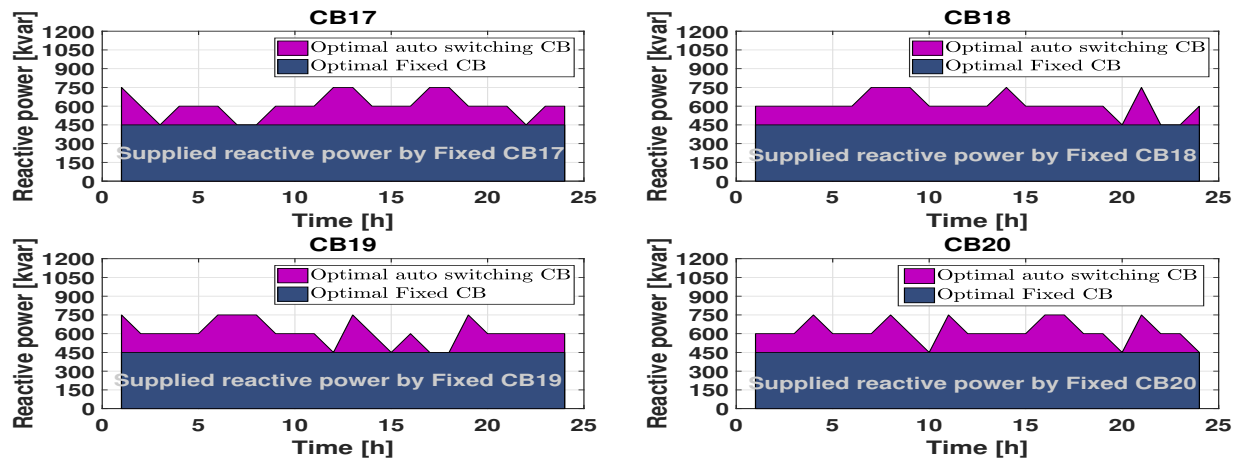 CB17
Reactive power [kvar]
1200
1050
900
750
600
450
300
150
0
Optimal auto switching CB
Optimal Fixed CB
Supplied reactive power by Fixed CB17
0 5 10 15 20 25
Time [h]
CB18
Reactive power [kvar]
1200
1050
900
750
600
450
300
150
0
Optimal auto switching CB
Optimal Fixed CB
Supplied reactive power by Fixed CB18
0 5 10 15 20 25
Time [h]
CB19
Reactive power [kvar]
1200
1050
900
750
600
450
300
150
0
Optimal auto switching CB
Optimal Fixed CB
Supplied reactive power by Fixed CB19
0 5 10 15 20 25
Time [h]
CB20
Reactive power [kvar]
1200
1050
900
750
600
450
300
150
0
Optimal auto switching CB
Optimal Fixed CB
Supplied reactive power by Fixed CB20
0 5 10 15 20 25
Time [h]